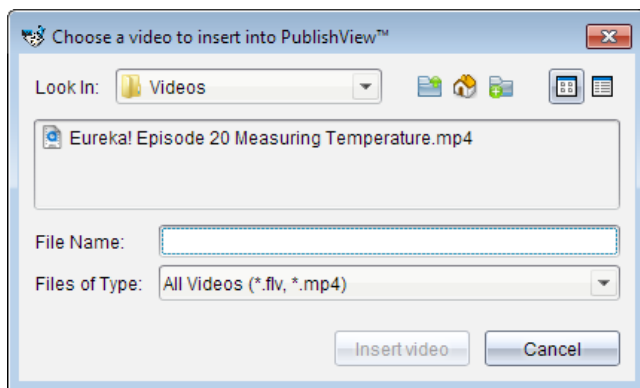 Choose a video to insert into PublishView™
Look In: Videos
Eureka! Episode 20 Measuring Temperature.mp4
File Name:
Files of Type: All Videos (*.flv, *.mp4)
Insert video Cancel